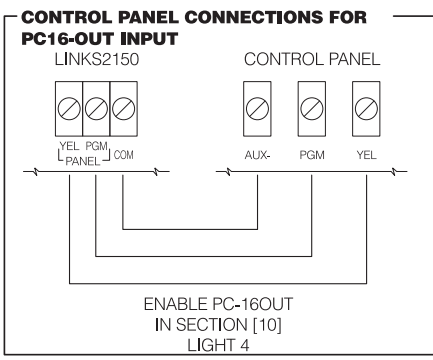 CONTROL PANEL CONNECTIONS FOR
PC16-OUT INPUT
LINKS2150
CONTROL PANEL
YEL PGM COM
PANEL
AUX- PGM YEL
ENABLE PC-16OUT
IN SECTION [10]
LIGHT 4